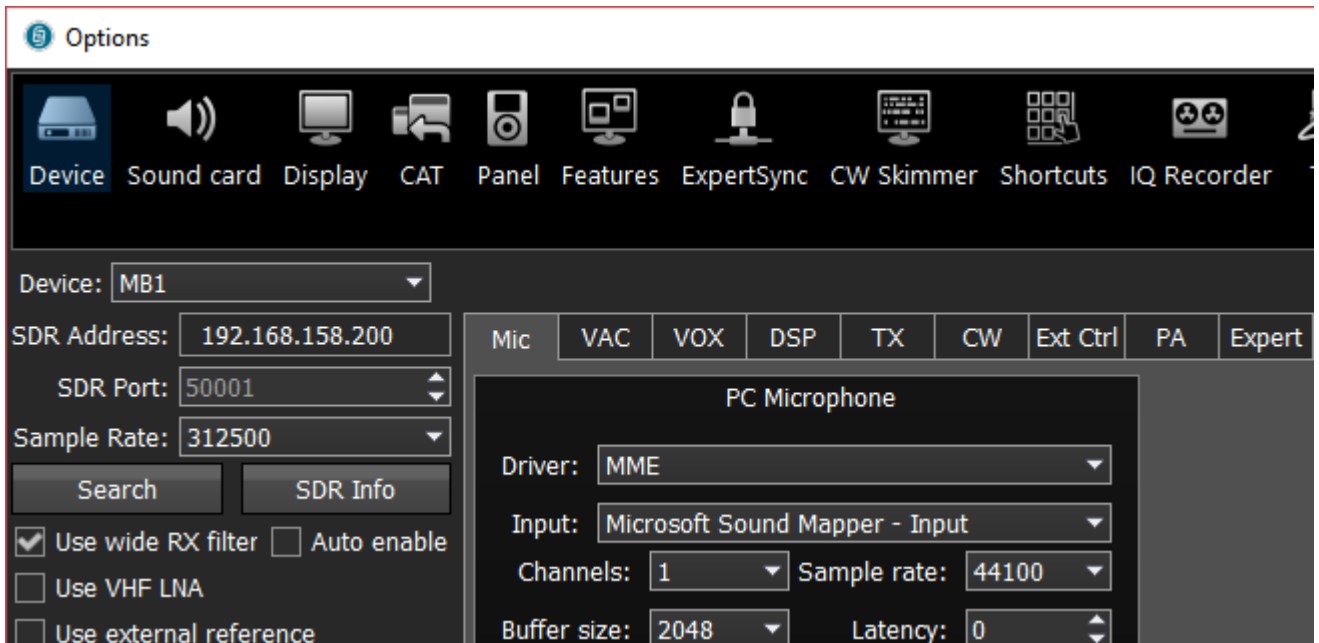 Options
Device Sound card Display CAT Panel Features ExpertSync CW Skimmer Shortcuts IQ Recorder
Device: MB1
SDR Address: 192.168.158.200
SDR Port: 50001
Sample Rate: 312500
Search SDR Info
Use wide RX filter Auto enable
Use VHF LNA
Use external reference
Mic VAC VOX DSP TX CW Ext Ctrl PA Expert
PC Microphone
Driver: MME
Input: Microsoft Sound Mapper - Input
Channels: 1 Sample rate: 44100
Buffer size: 2048 Latency: 0